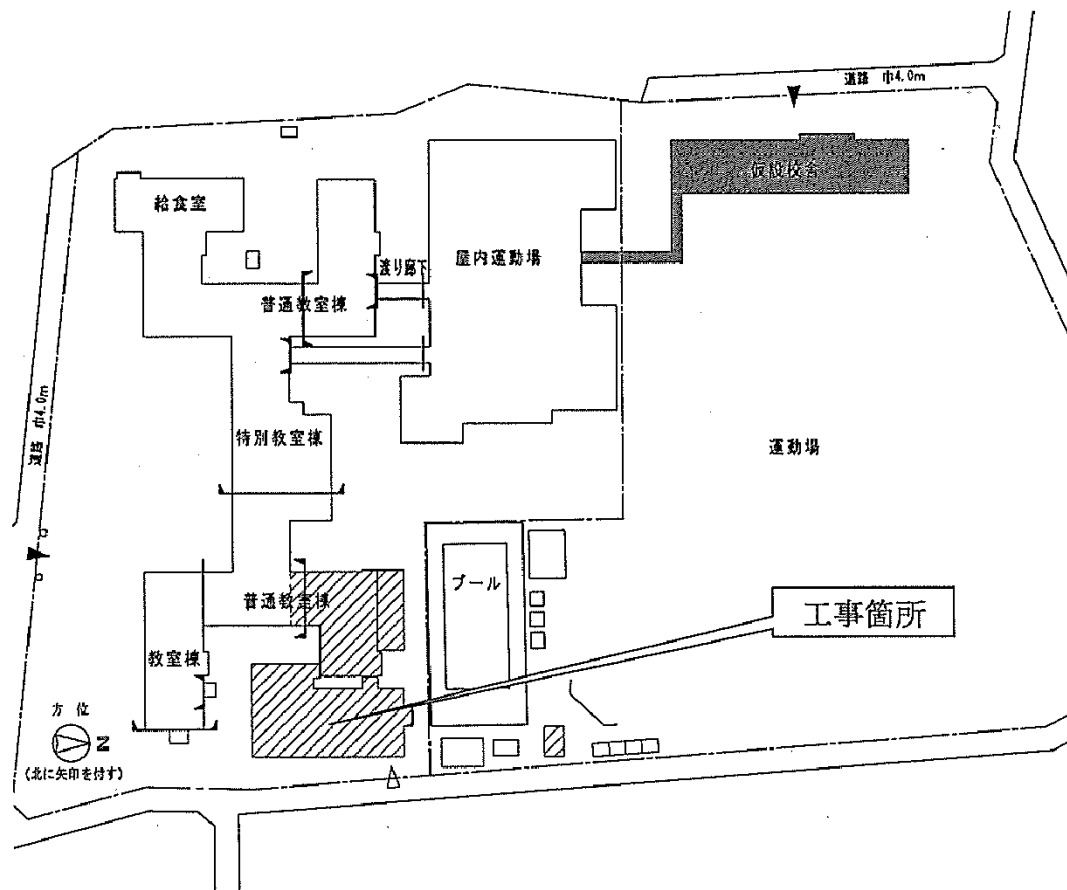 道路 巾4.0m
仮設校舎
給食室
屋内運動場
渡り廊下
普通教室棟
道路 巾4.0m
特別教室棟
運動場
プール
普通教室棟
工事箇所
教室棟
方 位
N
(北に矢印を付す)